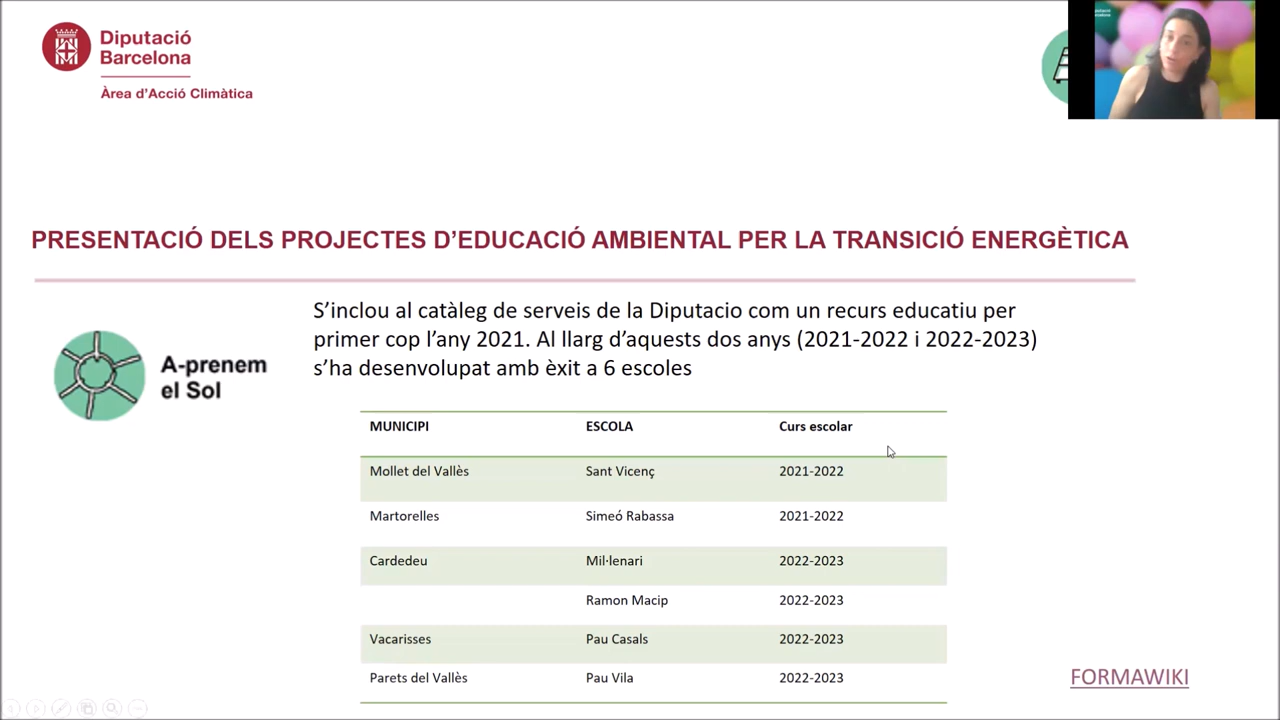 Diputació
Barcelona
Àrea d'Acció Climàtica
Diputació
Barcelona
PRESENTACIÓ DELS PROJECTES D'EDUCACIÓ AMBIENTAL PER LA TRANSICIÓ ENERGÈTICA
A-prenem
el Sol
S'inclou al catàleg de serveis de la Diputacio com un recurs educatiu per
primer cop l'any 2021. Al llarg d'aquests dos anys (2021-2022 i 2022-2023)
s'ha desenvolupat amb èxit a 6 escoles
MUNICIPI ESCOLA Curs escolar
Mollet del Vallès Sant Vicenç 2021-2022
Martorelles Simeó Rabassa 2021-2022
Cardedeu Mil·lenari 2022-2023
Ramon Macip 2022-2023
Vacarisses Pau Casals 2022-2023
Parets del Vallès Pau Vila 2022-2023
FORMAWIKI